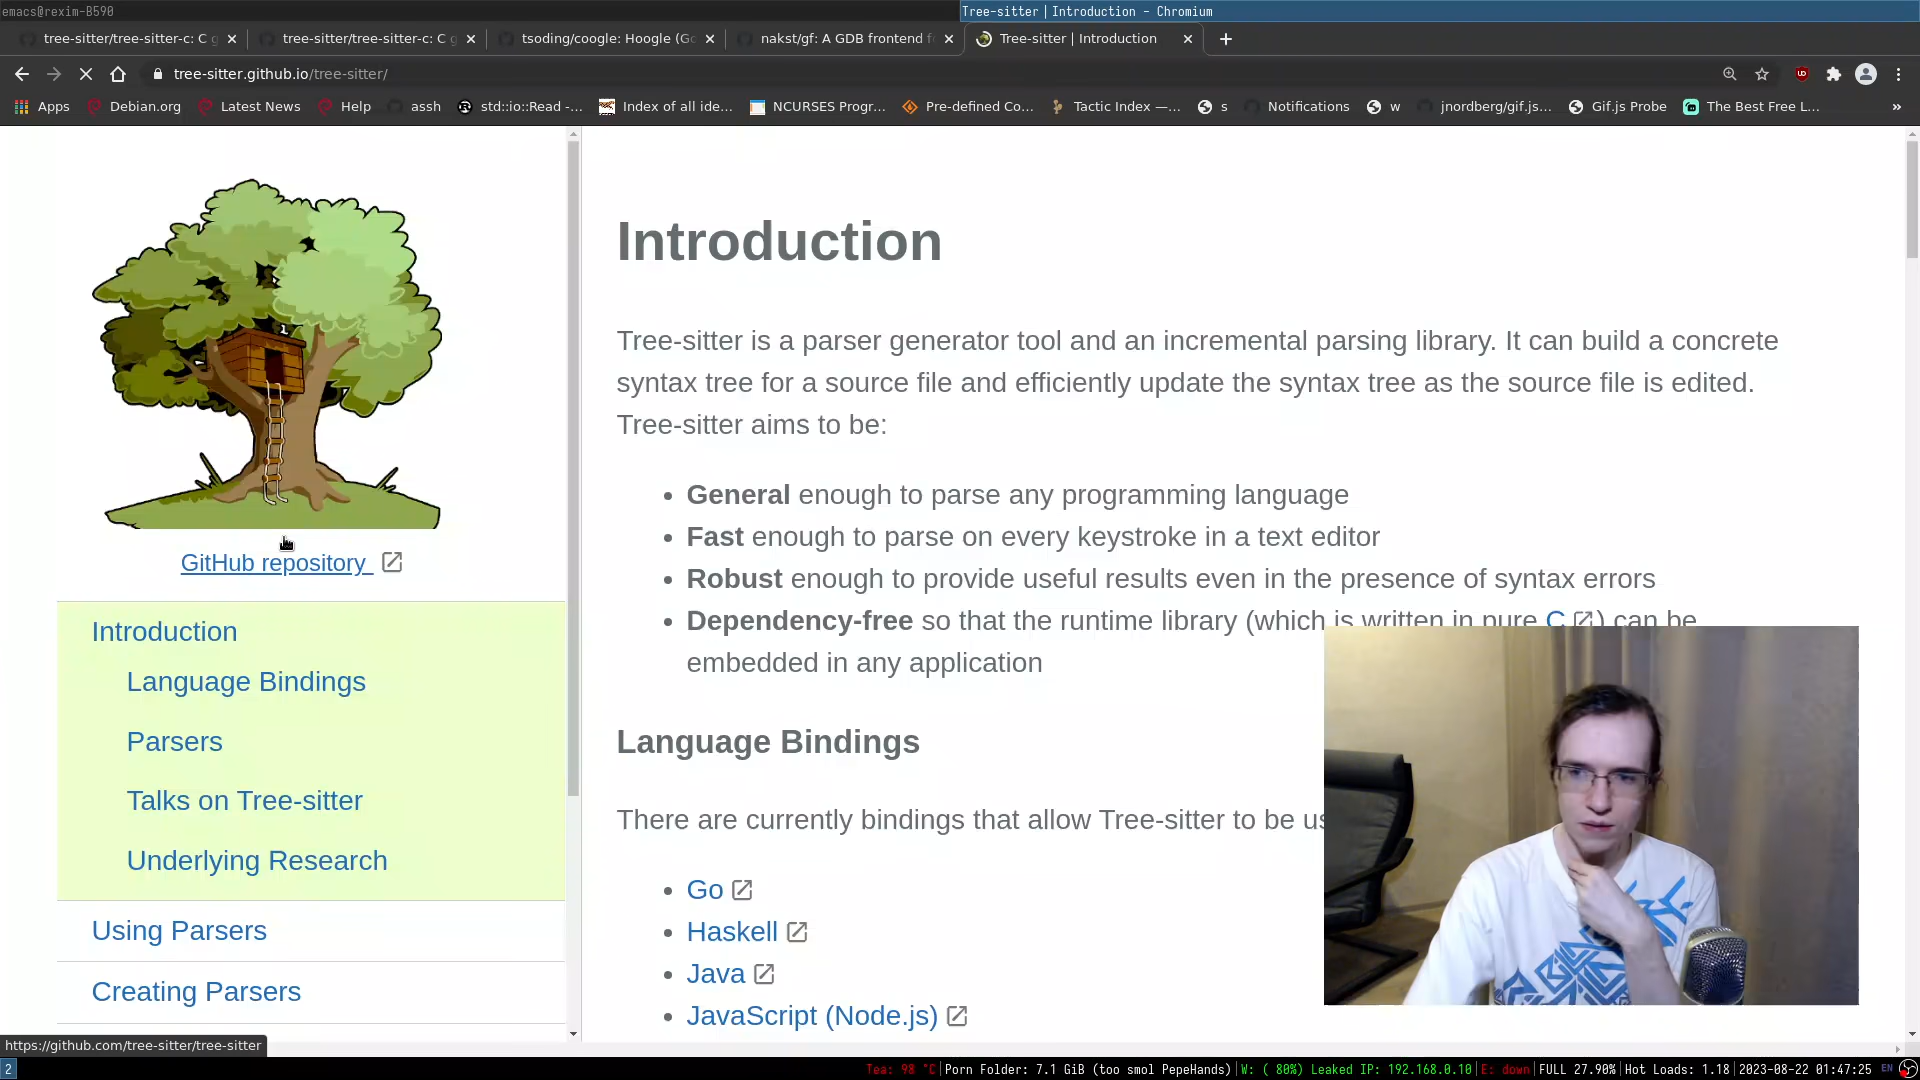 emacs@rexim-B590
Tree-sitter | Introduction - Chromium
tree-sitter/tree-sitter-c: C g
tree-sitter/tree-sitter-c: C g
tsoding/coogle: Hoogle (Go
nakst/gf: A GDB frontend f
Tree-sitter | Introduction
tree-sitter.github.io/tree-sitter/
Apps
Debian.org
Latest News
Help
assh
std::io::Read -...
Index of all ide...
NCURSES Progr...
Pre-defined Co...
Tactic Index —...
s
Notifications
w
jnordberg/gif.js...
Gif.js Probe
The Best Free L...
»
GitHub repository
Introduction
Language Bindings
Parsers
Talks on Tree-sitter
Underlying Research
Using Parsers
Creating Parsers
Introduction
Tree-sitter is a parser generator tool and an incremental parsing library. It can build a concrete
syntax tree for a source file and efficiently update the syntax tree as the source file is edited.
Tree-sitter aims to be:
• General enough to parse any programming language
• Fast enough to parse on every keystroke in a text editor
• Robust enough to provide useful results even in the presence of syntax errors
• Dependency-free so that the runtime library (which is written in pure C) can be
embedded in any application
Language Bindings
There are currently bindings that allow Tree-sitter to be us
• Go
• Haskell
• Java
• JavaScript (Node.js)
https://github.com/tree-sitter/tree-sitter
2
Tea: 98 °C|Porn Folder: 7.1 GiB (too smol PepeHands)|W: ( 80%) Leaked IP: 192.168.0.10|E: down|FULL 27.90%|Hot Loads: 1.18|2023-08-22 01:47:25
EN